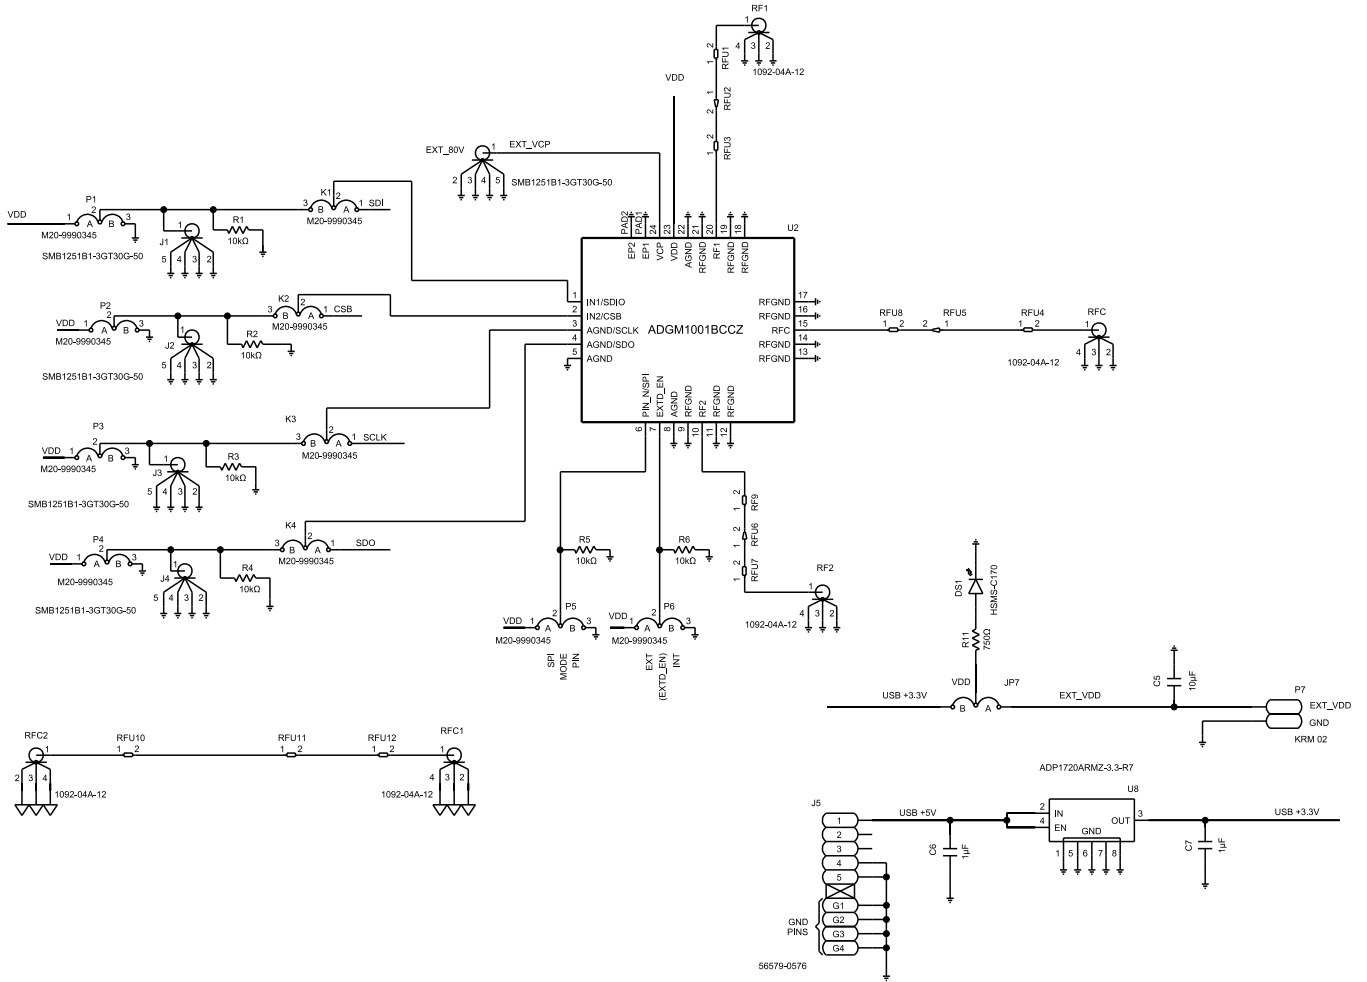 RF1
1
4 3 2
1092-04A-12
2
1
RFU1
1
2
RFU2
2
1
RFU3
VDD
EXT_80V
1
EXT_VCP
2 3 4 5
SMB1251B1-3GT30G-50
VDD
P1
1 2 3
A B
M20-9990345
J1
1
5 4 3 2
SMB1251B1-3GT30G-50
R1
10kΩ
K1
3 2 1
B A
SDI
M20-9990345
P2
VDD
1 2 3
A B
M20-9990345
J2
1
5 4 3 2
SMB1251B1-3GT30G-50
R2
10kΩ
K2
3 2 1
B A
CSB
M20-9990345
P3
VDD
1 2 3
A B
M20-9990345
J3
1
5 4 3 2
SMB1251B1-3GT30G-50
R3
10kΩ
K3
3 2 1
B A
SCLK
M20-9990345
P4
VDD
1 2 3
A B
M20-9990345
J4
1
5 4 3 2
SMB1251B1-3GT30G-50
R4
10kΩ
K4
3 2 1
B A
SDO
M20-9990345
U2
PAD2
PAD1
24
23
22
21
20
19
18
EP2
EP1
VCP
VDD
AGND
RFGND
RF1
RFGND
RFGND
1 IN1/SDIO
2 IN2/CSB
3 AGND/SCLK
4 AGND/SDO
5 AGND
ADGM1001BCCZ
RFGND 17
RFGND 16
RFC 15
RFGND 14
RFGND 13
PIN_N/SPI
EXTD_EN
AGND
RFGND
RF2
RFGND
RFGND
6
7
8
9
10
11
12
RFU8
1 2
RFU5
2 1
RFU4
1 2
RFC
1
4 3 2
1092-04A-12
R5
10kΩ
P5
VDD
1 2 3
A B
M20-9990345
SPI
MODE
PIN
R6
10kΩ
P6
VDD
1 2 3
A B
M20-9990345
EXT
(EXTD_EN)
INT
2
1
RF9
2
1
RFU6
2
1
RFU7
RF2
1
4 3 2
1092-04A-12
DS1
HSMS-C170
R11
750Ω
USB +3.3V
VDD
JP7
B A
EXT_VDD
C5
10µF
P7
EXT_VDD
GND
KRM 02
RFC2
1
2 3 4
1092-04A-12
RFU10
1 2
RFU11
1 2
RFU12
1 2
RFC1
1
4 3 2
1092-04A-12
ADP1720ARMZ-3.3-R7
J5
1
2
3
4
5
G1
G2
G3
G4
GND
PINS
56579-0576
USB +5V
C6
1µF
U8
2 IN
4 EN
OUT 3
GND
1 5 6 7 8
USB +3.3V
C7
1µF